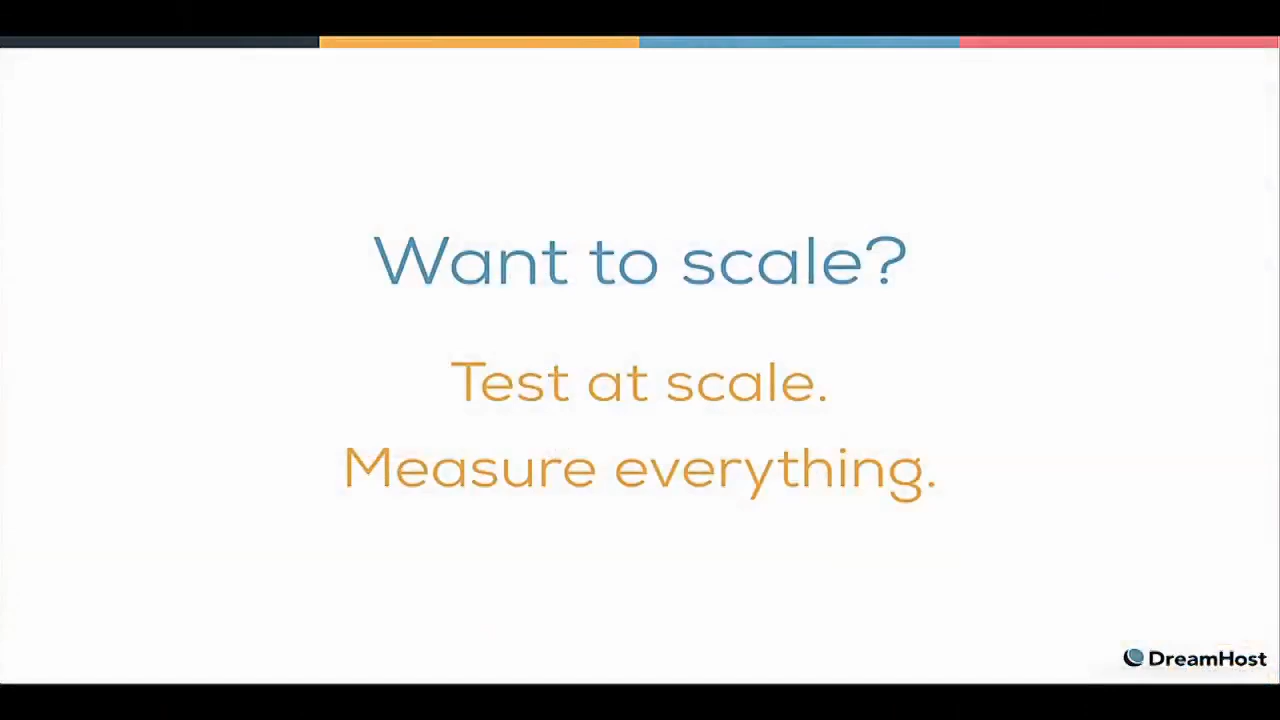 Want to scale?
Test at scale.
Measure everything.
DreamHost